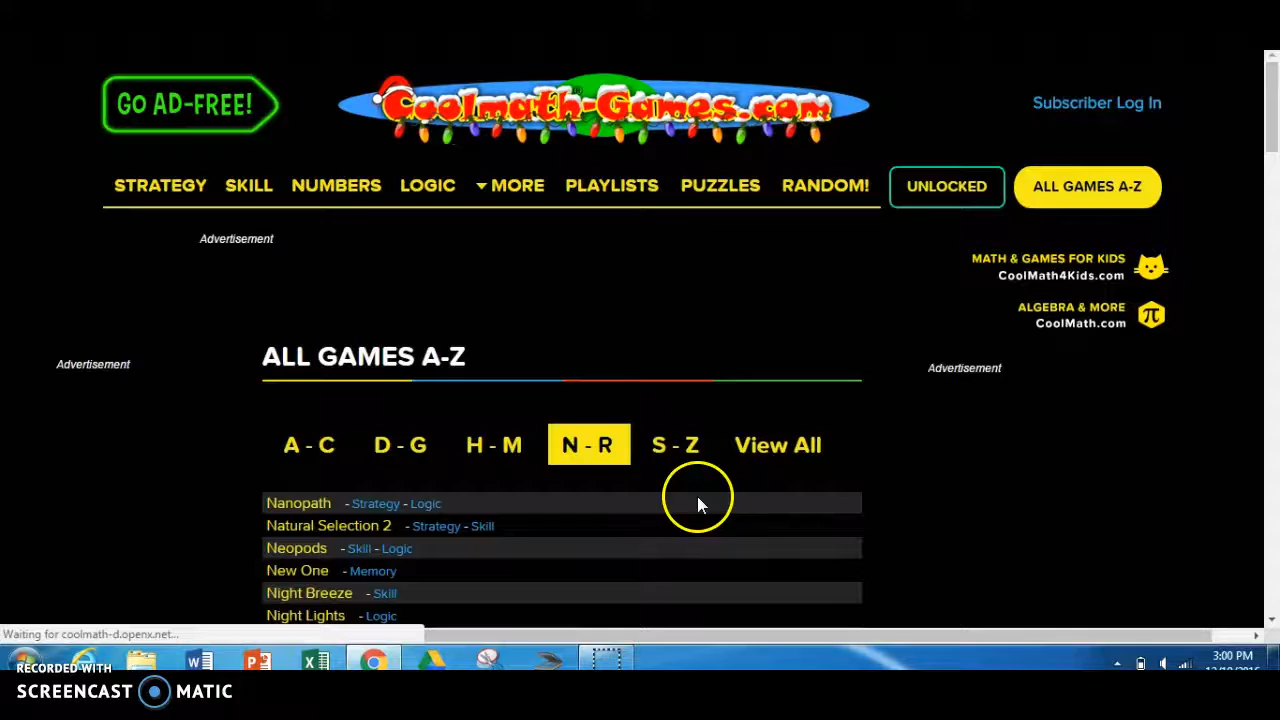 GO AD-FREE!
Coolmath-Games.com
Subscriber Log In
STRATEGY SKILL NUMBERS LOGIC MORE PLAYLISTS PUZZLES RANDOM! UNLOCKED ALL GAMES A-Z
Advertisement
MATH & GAMES FOR KIDS
CoolMath4Kids.com
ALGEBRA & MORE
CoolMath.com
π
ALL GAMES A-Z
Advertisement
Advertisement
A - C D - G H - M N - R S - Z View All
Nanopath - Strategy - Logic
Natural Selection 2 - Strategy - Skill
Neopods - Skill - Logic
New One - Memory
Night Breeze - Skill
Night Lights - Logic
Waiting for coolmath-d.openx.net...
3:00 PM
RECORDED WITH
SCREENCAST MATIC